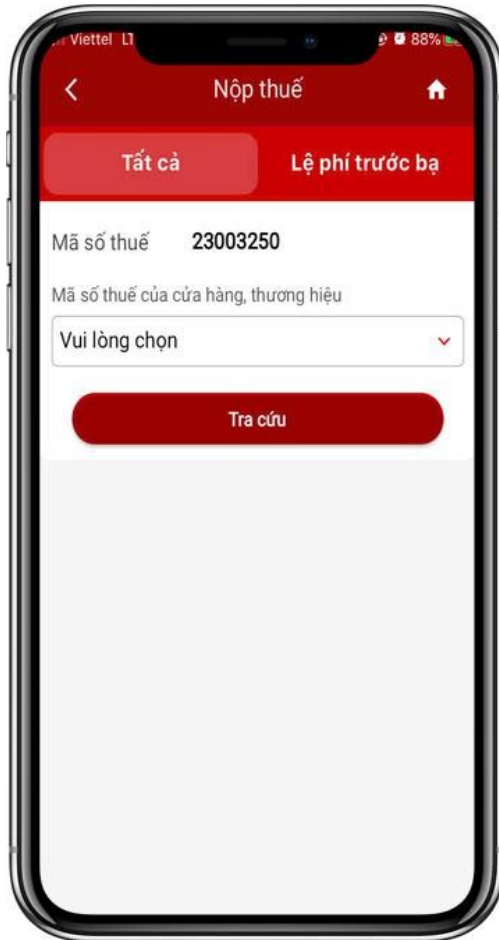 Viettel LT 88%
Nộp thuế
Tất cả Lệ phí trước bạ
Mã số thuế 23003250
Mã số thuế của cửa hàng, thương hiệu
Vui lòng chọn
Tra cứu